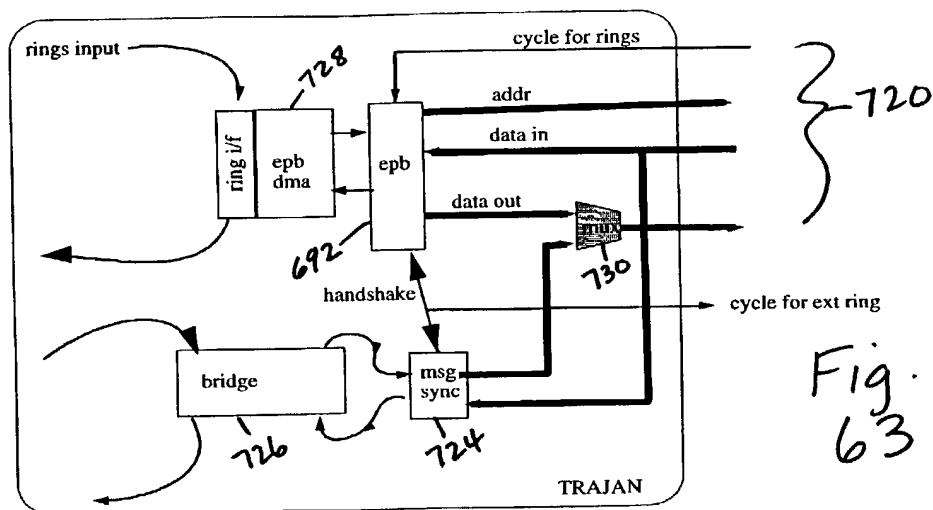 rings input
cycle for rings
728
addr
720
data in
ring i/f
epb
dma
epb
data out
mux
692
730
handshake
cycle for ext ring
bridge
msg
sync
726
724
Fig.
63
TRAJAN